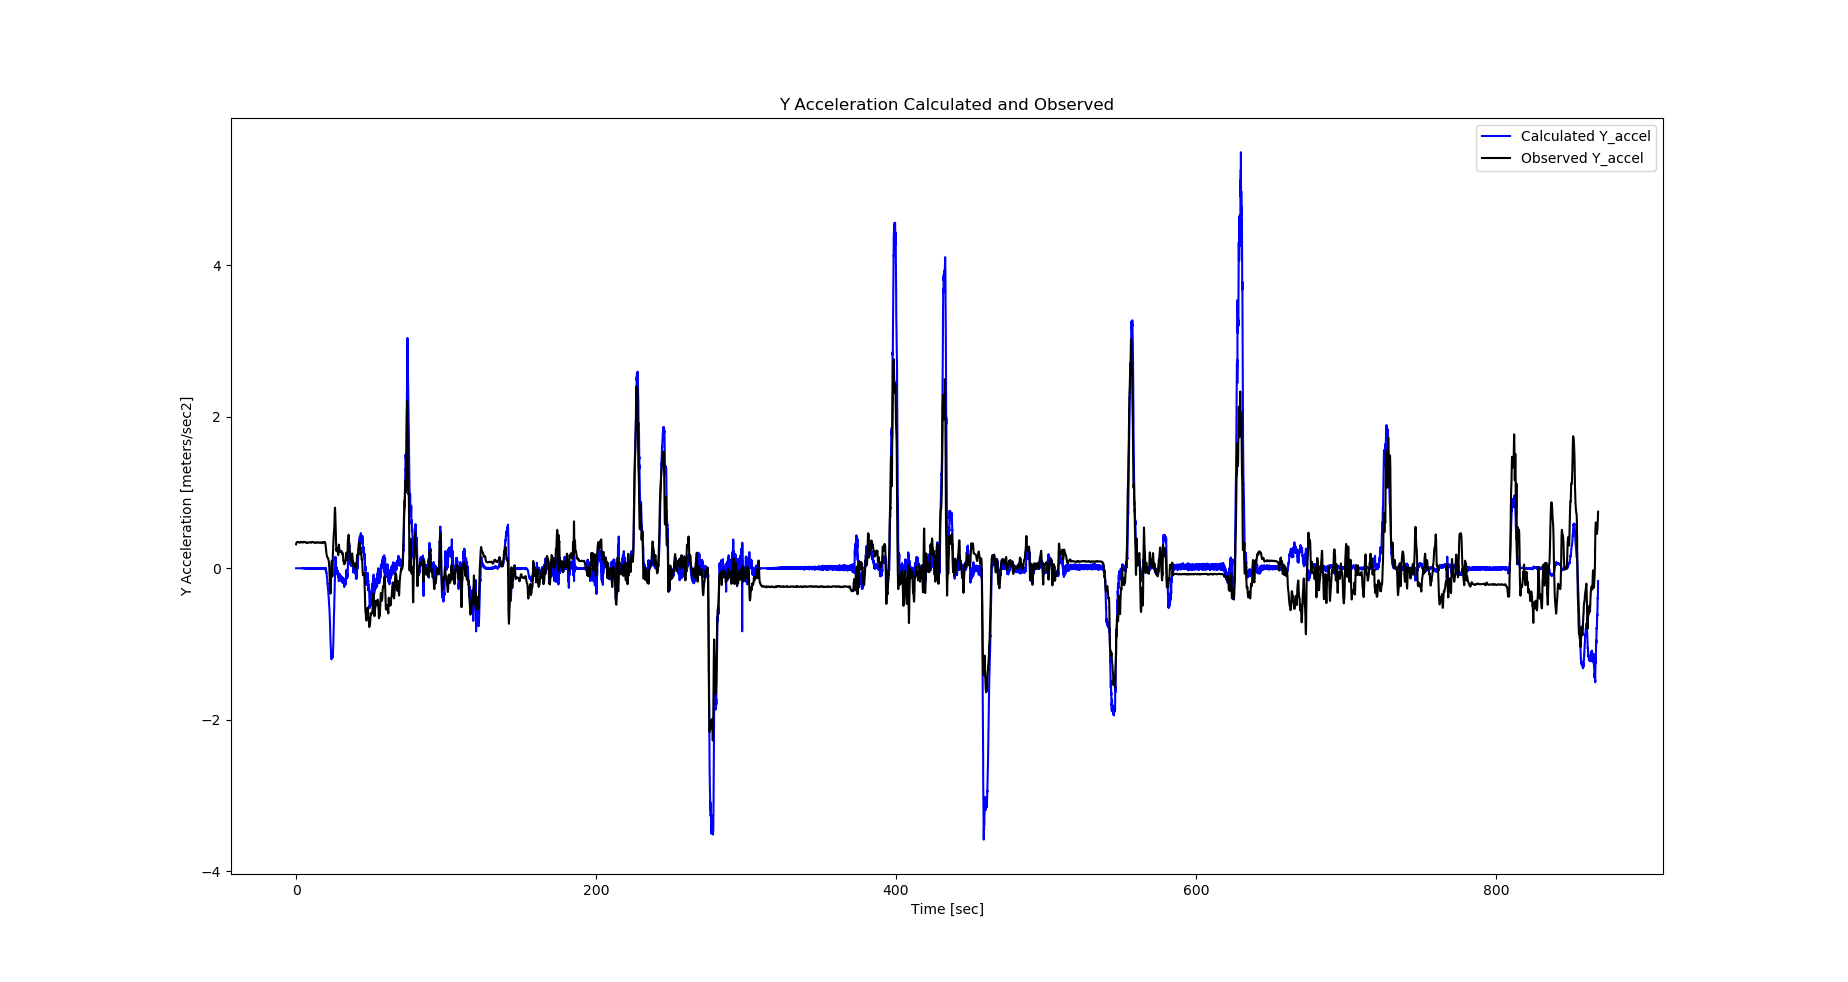 Y Acceleration Calculated and Observed
Calculated Y_accel
Observed Y_accel
Y Acceleration [meters/sec2]
4
2
0
−2
−4
0 200 400 600 800
Time [sec]